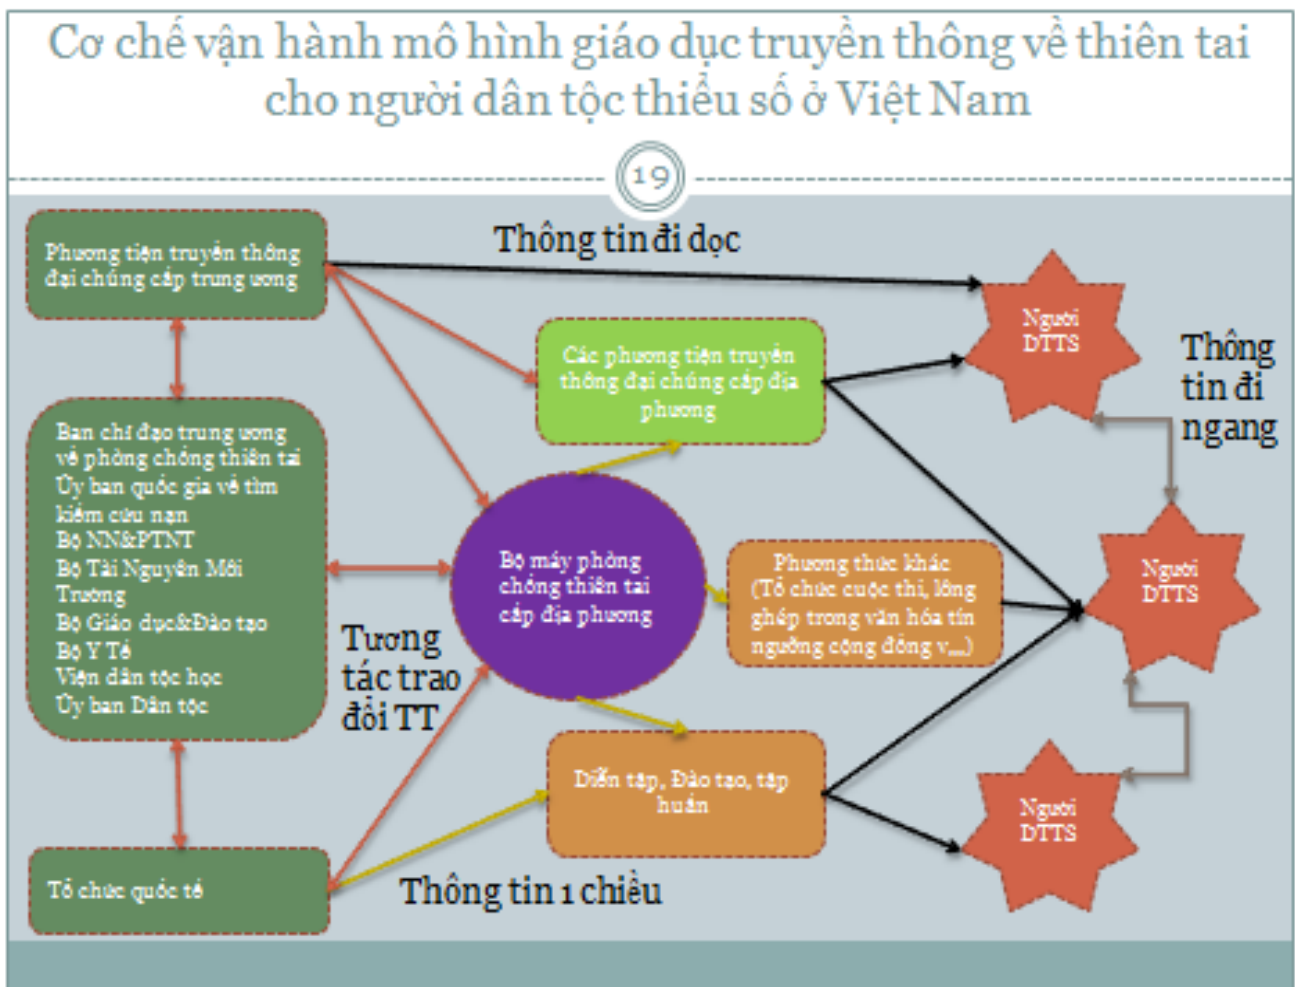 Cơ chế vận hành mô hình giáo dục truyền thông về thiên tai
cho người dân tộc thiểu số ở Việt Nam
19
Phương tiện truyền thông
đại chúng cấp trung ương
Thông tin đi dọc
Người
DTTS
Thông
tin đi
ngang
Các phương tiện truyền
thông đại chúng cấp địa
phương
Ban chỉ đạo trung ương
về phòng chống thiên tai
Ủy ban quốc gia về tìm
kiếm cứu nạn
Bộ NN&PTNT
Bộ Tài Nguyên Môi
Trường
Bộ Giáo dục&Đào tạo
Bộ Y Tế
Viện dân tộc học
Ủy ban Dân tộc
Bộ máy phòng
chống thiên tai
cấp địa phương
Phương thức khác
(Tổ chức cuộc thi, lồng
ghép trong văn hóa tín
ngưỡng cộng đồng v,,,,,)
Người
DTTS
Tương
tác trao
đổi TT
Diễn tập, Đào tạo, tập
huấn
Người
DTTS
Tổ chức quốc tế
Thông tin 1 chiều